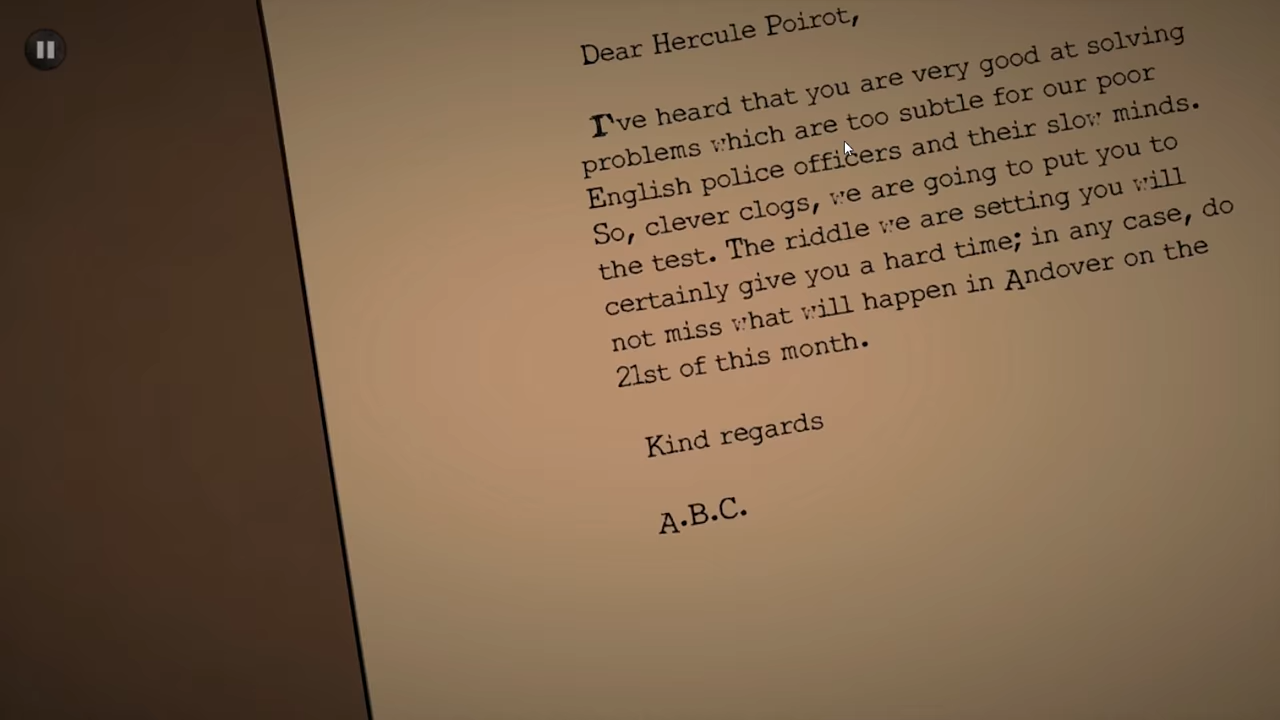 Dear Hercule Poirot,
I've heard that you are very good at solving
problems which are too subtle for our poor
English police officers and their slow minds.
So, clever clogs, we are going to put you to
the test. The riddle we are setting you will
certainly give you a hard time; in any case, do
not miss what will happen in Andover on the
21st of this month.
Kind regards
A.B.C.